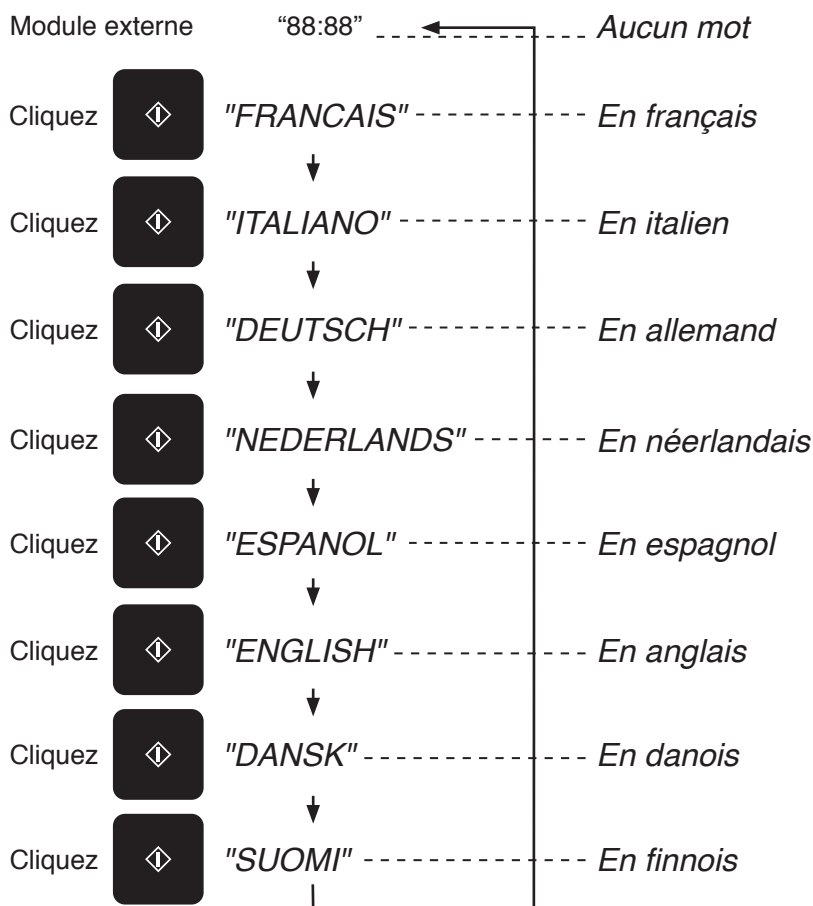 Module externe “88:88” Aucun mot
Cliquez "FRANCAIS" En français
Cliquez "ITALIANO" En italien
Cliquez "DEUTSCH" En allemand
Cliquez "NEDERLANDS" En néerlandais
Cliquez "ESPANOL" En espagnol
Cliquez "ENGLISH" En anglais
Cliquez "DANSK" En danois
Cliquez "SUOMI" En finnois